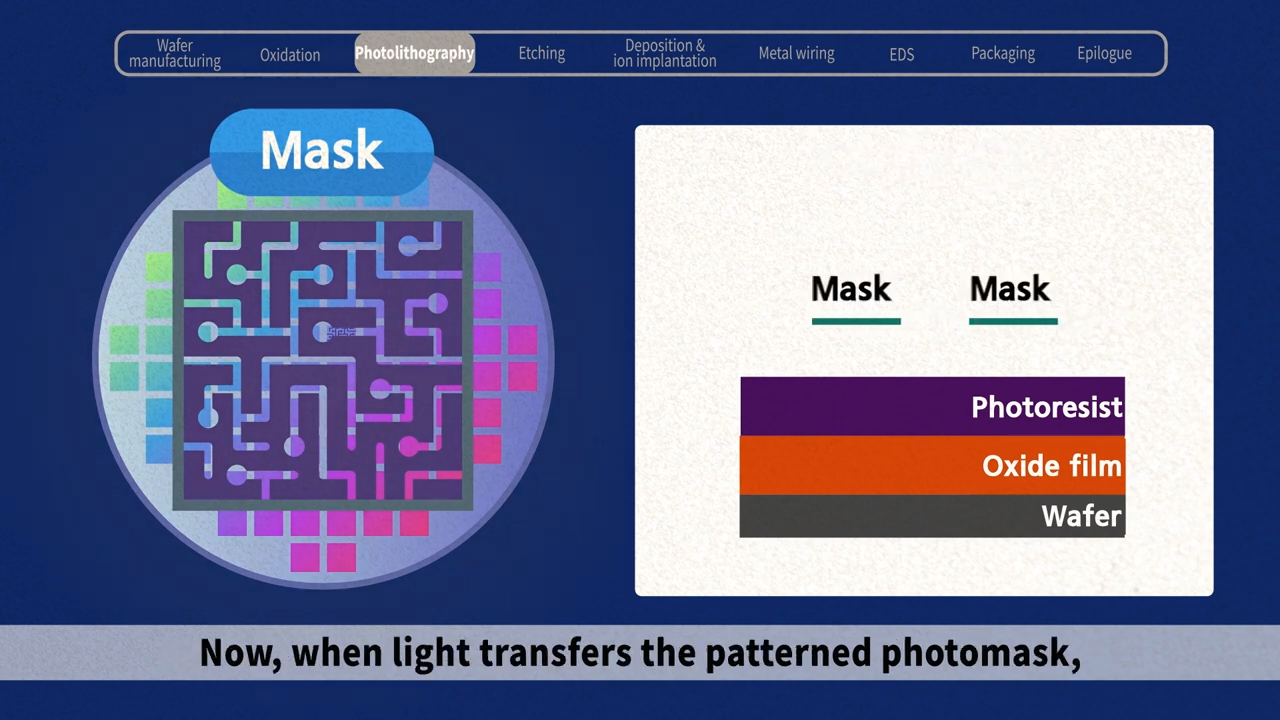 Wafer
manufacturing
Oxidation
Photolithography
Etching
Deposition &
ion implantation
Metal wiring
EDS
Packaging
Epilogue
Mask
Mask
Mask
Photoresist
Oxide film
Wafer
Now, when light transfers the patterned photomask,